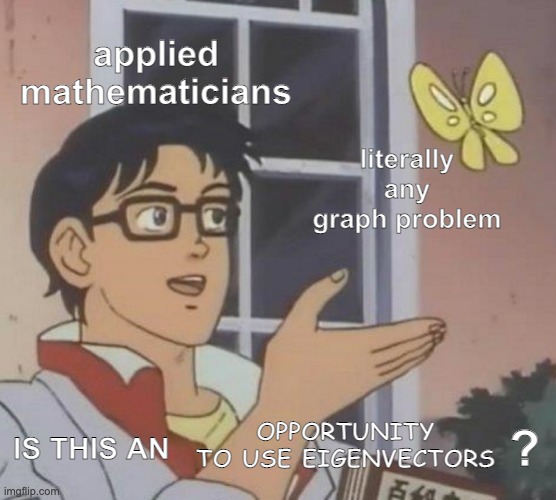 applied
mathematicians
literally
any
graph problem
IS THIS AN
OPPORTUNITY
TO USE EIGENVECTORS
?
imgflip.com